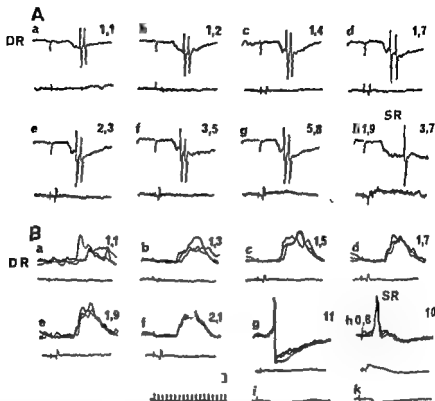 A
a 1,1
DR
b 1,2
c 1,4
d 1,7
e 2,3
f 3,5
g 5,8
SR
h 1,9 3,7
B
a 1,1
DR
b 1,3
c 1,5
d 1,7
e 1,9
f 2,1
g 11
SR
h 0,8 10
i
k